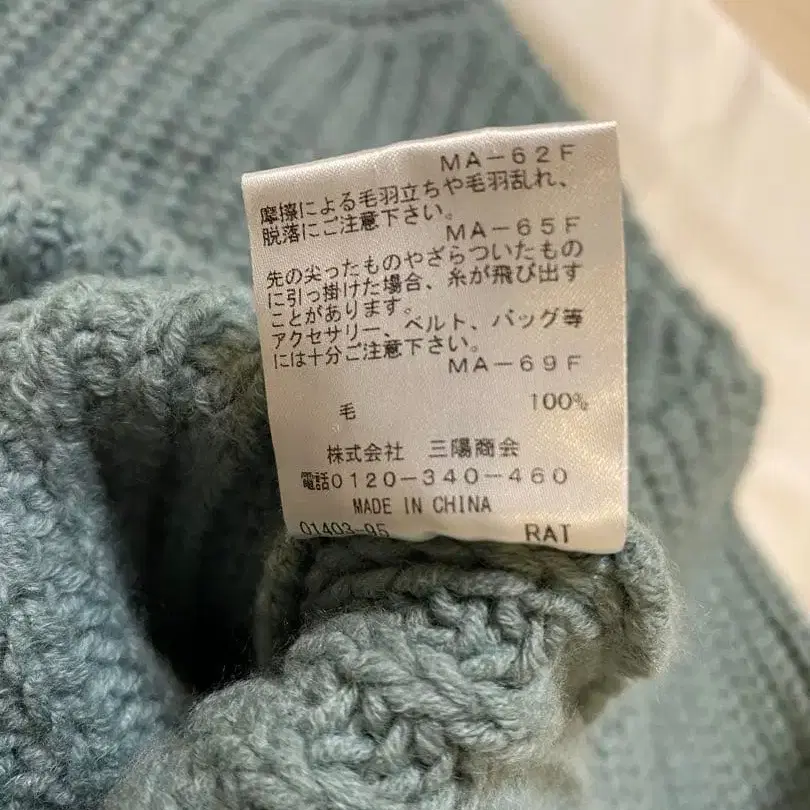 MA-62F
摩擦による毛羽立ちや毛羽乱れ、
脱落にご注意下さい。
MA-65F
先の尖ったものやざらついたもの
に引っ掛けた場合、糸が飛び出す
ことがあります。
アクセサリー、ベルト、バッグ等
には十分ご注意下さい。
MA-69F
毛 100%
株式会社 三陽商会
電話0120-340-460
MADE IN CHINA
01403-95 RAT